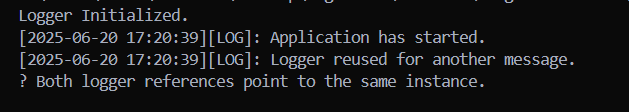 Logger Initialized.
[2025-06-20 17:20:39][LOG]: Application has started.
[2025-06-20 17:20:39][LOG]: Logger reused for another message.
? Both logger references point to the same instance.